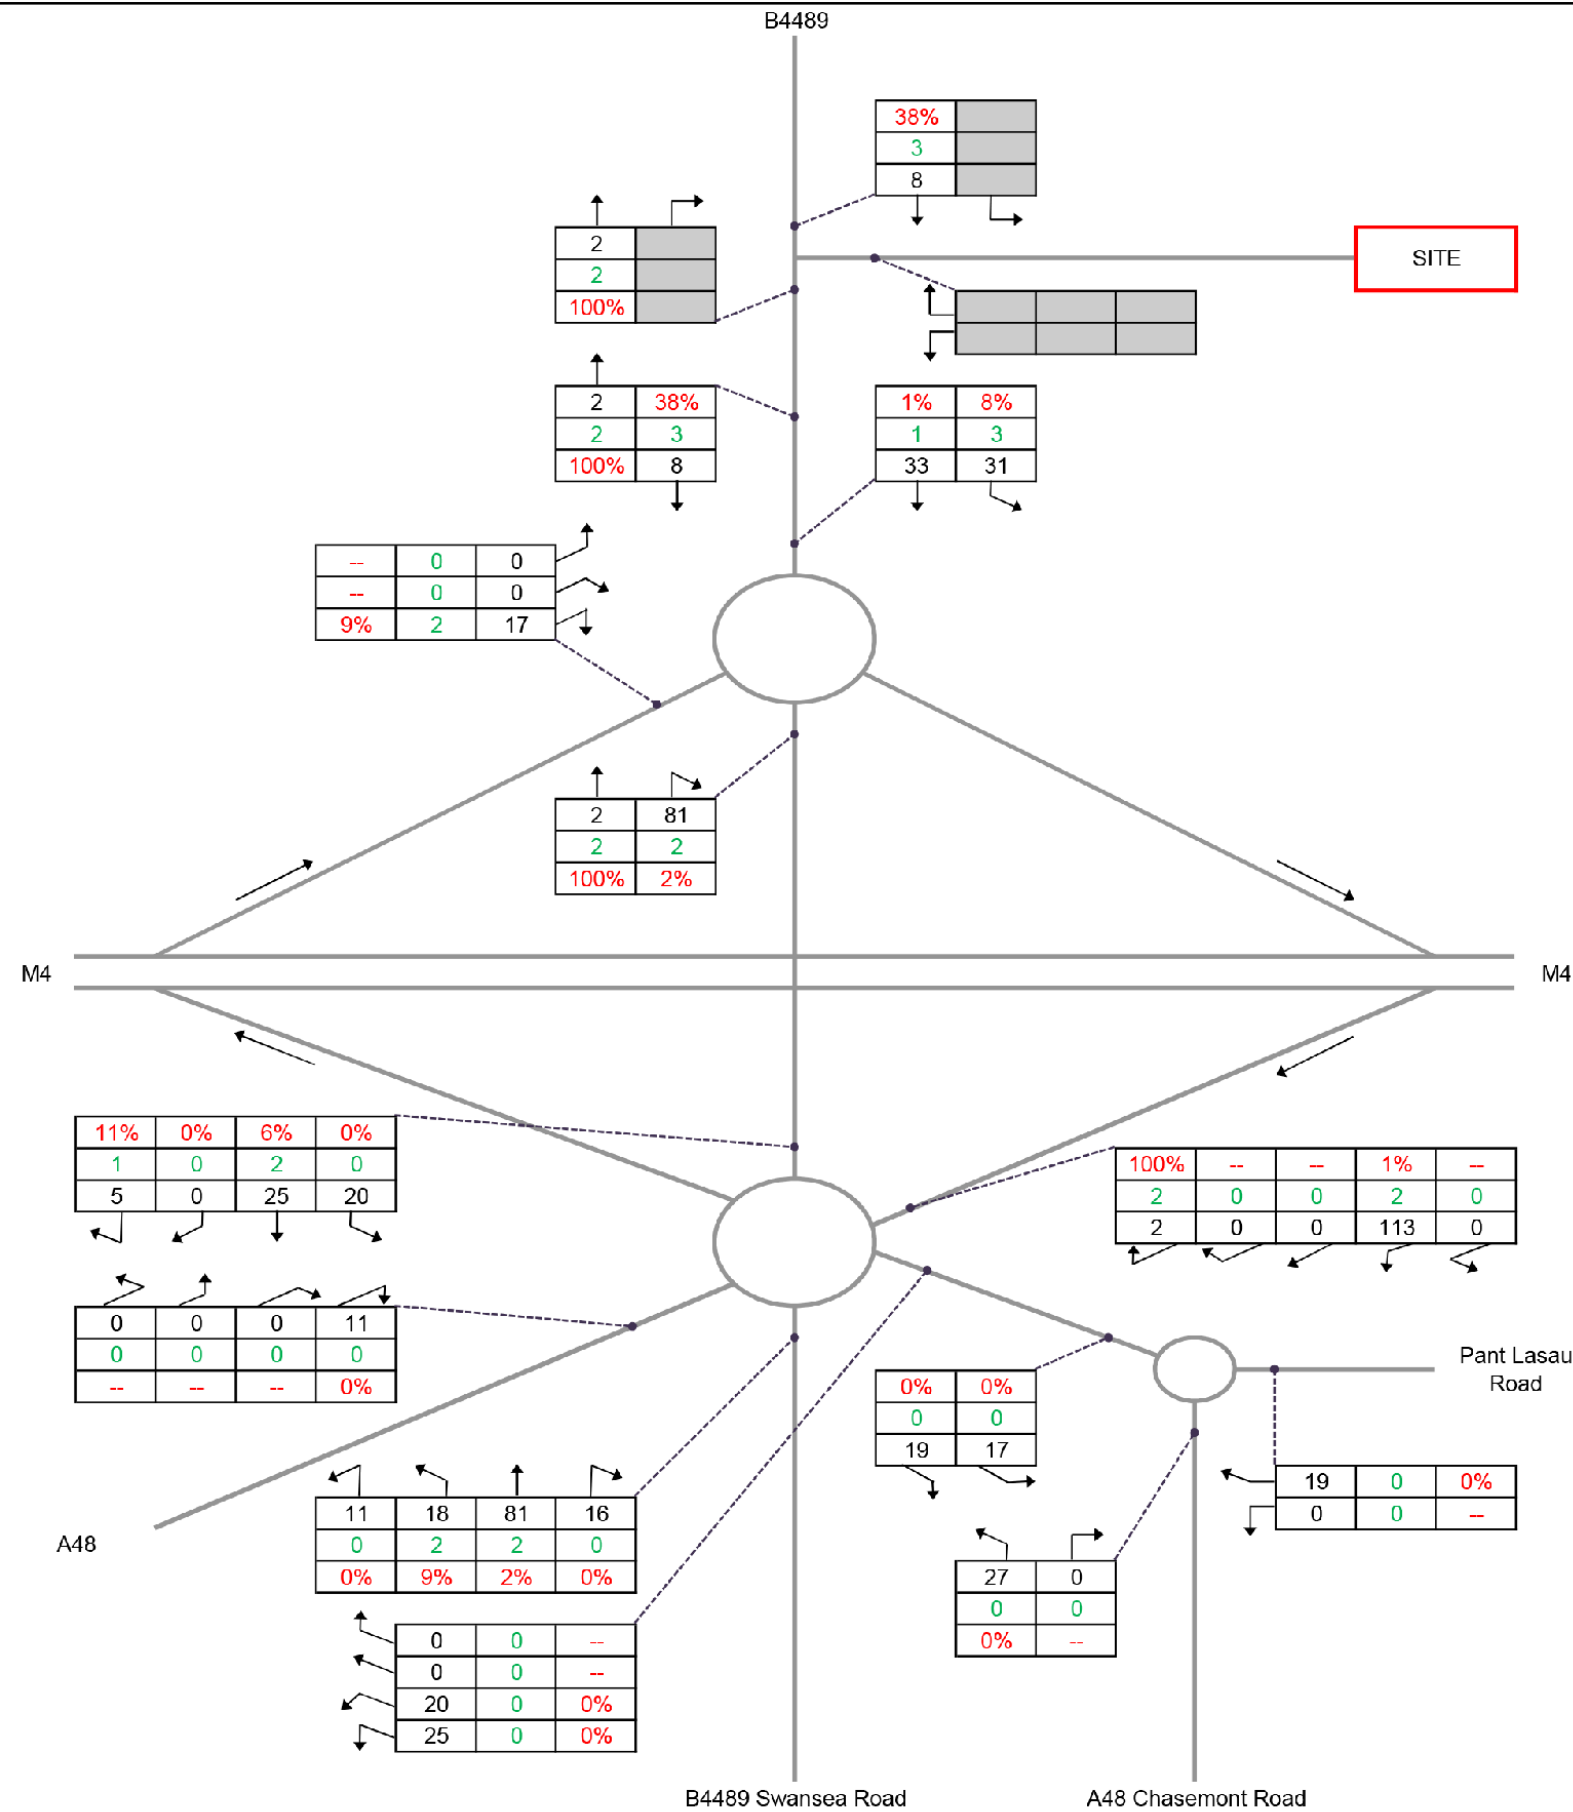 B4489
38%
3
8
2
2
100%
SITE
2 38%
2 3
100% 8
1% 8%
1 3
33 31
-- 0 0
-- 0 0
9% 2 17
2 81
2 2
100% 2%
M4
M4
11% 0% 6% 0%
1 0 2 0
5 0 25 20
100% -- -- 1% --
2 0 0 2 0
2 0 0 113 0
0 0 0 11
0 0 0 0
-- -- -- 0%
0% 0%
0 0
19 17
Pant Lasau
Road
19 0 0%
0 0 --
A48
11 18 81 16
0 2 2 0
0% 9% 2% 0%
27 0
0 0
0% --
0 0 --
0 0 --
20 0 0%
25 0 0%
B4489 Swansea Road
A48 Chasemont Road